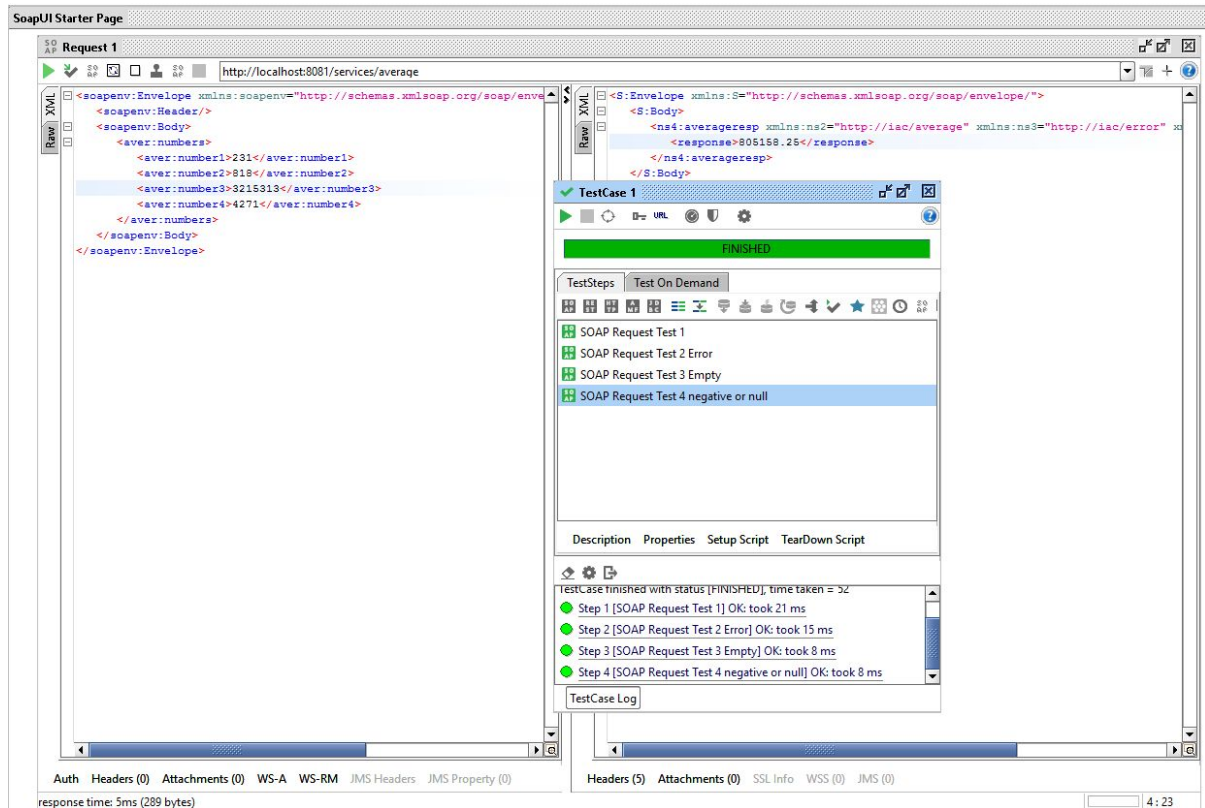 SoapUI Starter Page
Request 1
http://localhost:8081/services/average
XML
Raw
<soapenv:Envelope xmlns:soapenv="http://schemas.xmlsoap.org/soap/enve
<soapenv:Header/>
<soapenv:Body>
<aver:numbers>
<aver:number1>231</aver:number1>
<aver:number2>818</aver:number2>
<aver:number3>3215313</aver:number3>
<aver:number4>4271</aver:number4>
</aver:numbers>
</soapenv:Body>
</soapenv:Envelope>
XML
Raw
<S:Envelope xmlns:S="http://schemas.xmlsoap.org/soap/envelope/">
<S:Body>
<ns4:averageresp xmlns:ns2="http://iac/average" xmlns:ns3="http://iac/error" x
<response>805158.25</response>
</ns4:averageresp>
</S:Body>
TestCase 1
URL
FINISHED
TestSteps Test On Demand
SOAP Request Test 1
SOAP Request Test 2 Error
SOAP Request Test 3 Empty
SOAP Request Test 4 negative or null
Description Properties Setup Script TearDown Script
TestCase finished with status [FINISHED], time taken = 52
Step 1 [SOAP Request Test 1] OK: took 21 ms
Step 2 [SOAP Request Test 2 Error] OK: took 15 ms
Step 3 [SOAP Request Test 3 Empty] OK: took 8 ms
Step 4 [SOAP Request Test 4 negative or null] OK: took 8 ms
TestCase Log
Auth Headers (0) Attachments (0) WS-A WS-RM JMS Headers JMS Property (0)
Headers (5) Attachments (0) SSL Info WSS (0) JMS (0)
response time: 5ms (289 bytes)
4 : 23